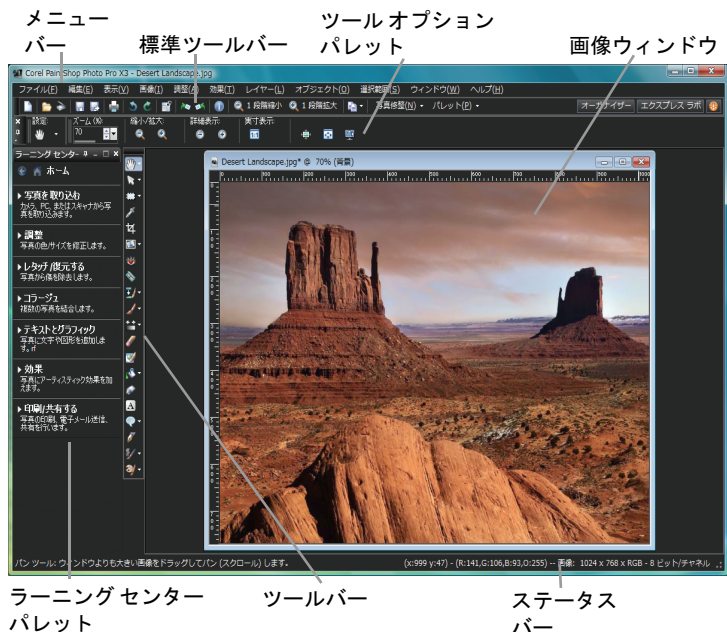 メニュー
バー
標準ツールバー
ツール オプション
パレット
画像ウィンドウ
Corel Paint Shop Photo Pro X3 - Desert Landscape.jpg
ファイル(F) 編集(E) 表示(V) 画像(I) 調整(A) 効果(T) レイヤー(L) オブジェクト(O) 選択範囲(S) ウィンドウ(W) ヘルプ(H)
1 段階縮小 1 段階拡大 写真修整(N) パレット(P) オーガナイザー エクスプレス ラボ
設定: ズーム (%): 縮小/拡大: 詳細表示: 実寸表示:
70
ラーニング センター
ホーム
写真を取り込む
カメラ、PC、またはスキャナから写
真を取り込みます。
調整
写真の色/サイズを修正します。
レタッチ/復元する
写真から傷を除去します。
コラージュ
複数の写真を結合します。
テキストとグラフィック
写真に文字や図形を追加しま
す。rf
効果
写真にアーティスティック効果を加
えます。
印刷/共有する
写真の印刷、電子メール送信、
共有を行います。
Desert Landscape.jpg* @ 70% (背景)
0 100 200 300 400 500 600 700 800 900 1000
パン ツール: ウィンドウよりも大きい画像をドラッグしてパン (スクロール) します。
(x:999 y:47) - (R:141,G:106,B:93,O:255) -- 画像: 1024 x 768 x RGB - 8 ビット/チャネル
ラーニング センター
パレット
ツールバー
ステータス
バー